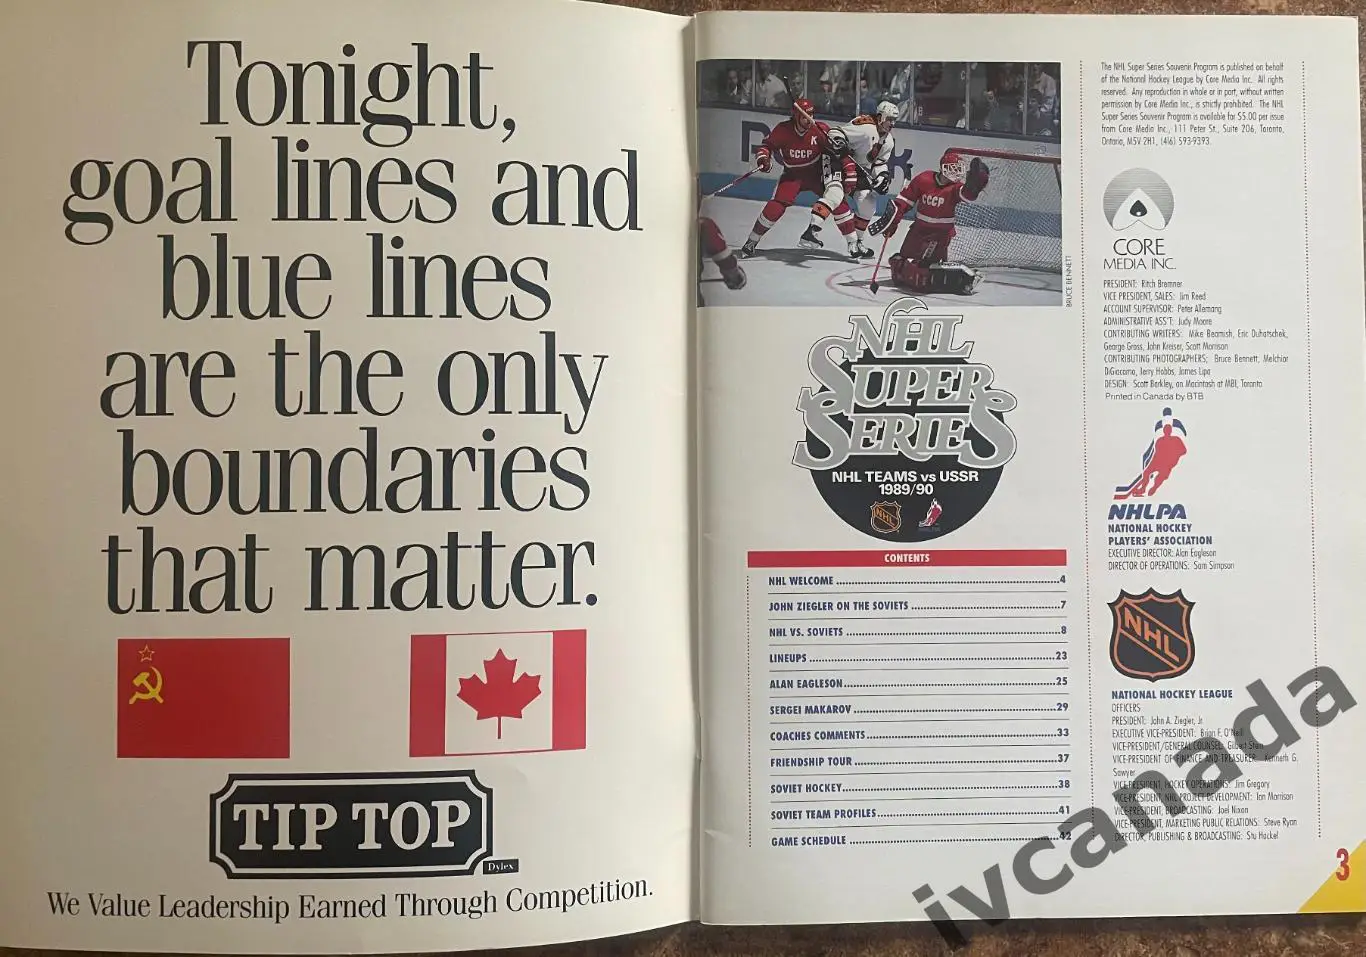 Tonight,
goal lines and
blue lines
are the only
boundaries
that matter.
TIP TOP
Dylex
We Value Leadership Earned Through Competition.
CCCP
CCCP
BRUCE BENNETT
NHL
SUPER
SERIES
NHL TEAMS vs USSR
1989/90
NHL
CONTENTS
NHL WELCOME 4
JOHN ZIEGLER ON THE SOVIETS 7
NHL VS. SOVIETS 8
LINEUPS 23
ALAN EAGLESON 25
SERGEI MAKAROV 29
COACHES COMMENTS 33
FRIENDSHIP TOUR 37
SOVIET HOCKEY 38
SOVIET TEAM PROFILES 41
GAME SCHEDULE 42
The NHL Super Series Souvenir Program is published on behalf
of the National Hockey League by Core Media Inc. All rights
reserved. Any reproduction in whole or in part, without written
permission by Core Media Inc., is strictly prohibited. The NHL
Super Series Souvenir Program is available for $5.00 per issue
from Core Media Inc., 111 Peter St., Suite 206, Toronto,
Ontario, M5V 2H1, (416) 593-9393.
CORE
MEDIA INC.
PRESIDENT: Ritch Bremner
VICE PRESIDENT, SALES: Jim Reed
ACCOUNT SUPERVISOR: Peter Allemang
ADMINISTRATIVE ASS'T: Judy Moore
CONTRIBUTING WRITERS: Mike Beamish, Eric Duhatschek,
George Gross, John Kreiser, Scott Morrison
CONTRIBUTING PHOTOGRAPHERS; Bruce Bennett, Melchior
DiGiacomo, Jerry Hobbs, James Lipa
DESIGN: Scott Barkley, on Macintosh at MBI, Toronto
Printed in Canada by BTB
NHLPA
NATIONAL HOCKEY
PLAYERS' ASSOCIATION
EXECUTIVE DIRECTOR: Alan Eagleson
DIRECTOR OF OPERATIONS: Sam Simpson
NHL
NATIONAL HOCKEY LEAGUE
OFFICERS
PRESIDENT: John A. Ziegler, Jr.
EXECUTIVE VICE-PRESIDENT: Brian F. O'Neill
VICE-PRESIDENT/GENERAL COUNSEL: Gilbert Stein
VICE-PRESIDENT OF FINANCE AND TREASURER: Kenneth G.
Sawyer
VICE-PRESIDENT, HOCKEY OPERATIONS: Jim Gregory
VICE-PRESIDENT, NHL PROJECT DEVELOPMENT: Ian Morrison
VICE-PRESIDENT, BROADCASTING: Joel Nixon
VICE-PRESIDENT, MARKETING PUBLIC RELATIONS: Steve Ryan
DIRECTOR, PUBLISHING & BROADCASTING: Stu Hackel
3
ivcanada